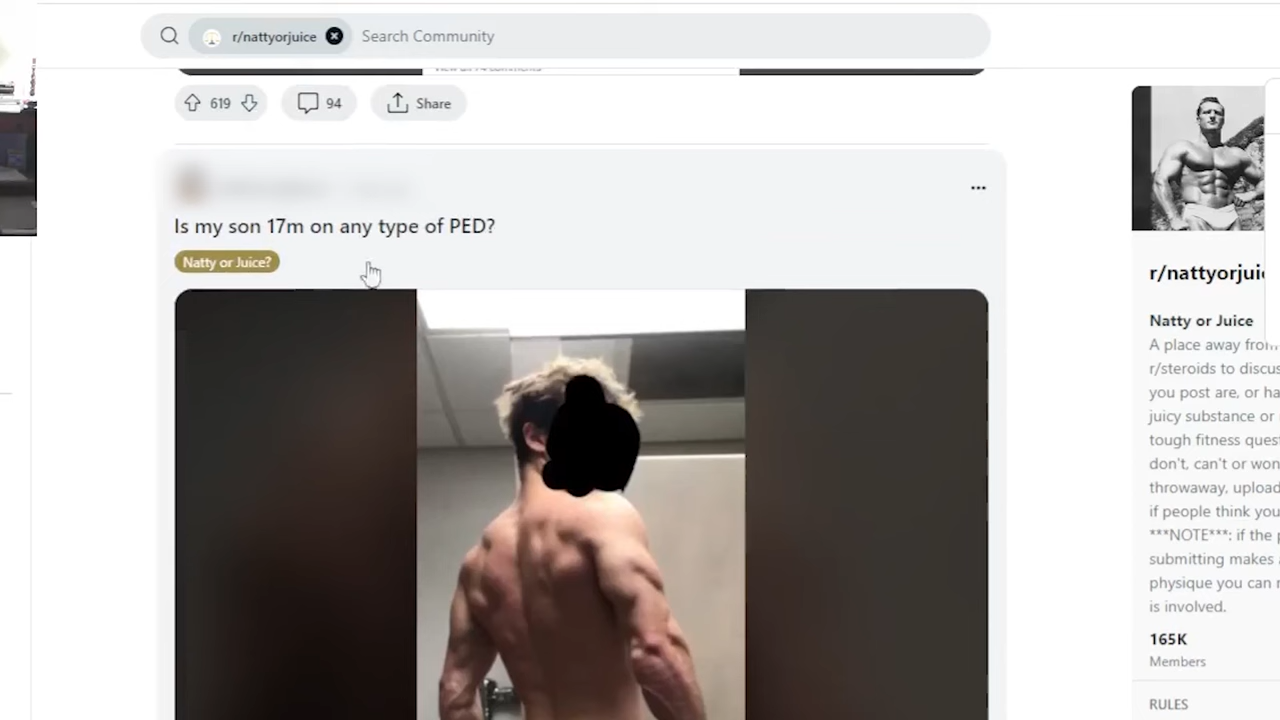 r/nattyorjuice
Search Community
619
94
Share
Is my son 17m on any type of PED?
Natty or Juice?
r/nattyorjuic
Natty or Juice
A place away from
r/steroids to discus
you post are, or ha
juicy substance or
tough fitness quest
don't, can't or won
throwaway, upload
if people think you
***NOTE***: if the p
submitting makes a
physique you can r
is involved.
165K
Members
RULES